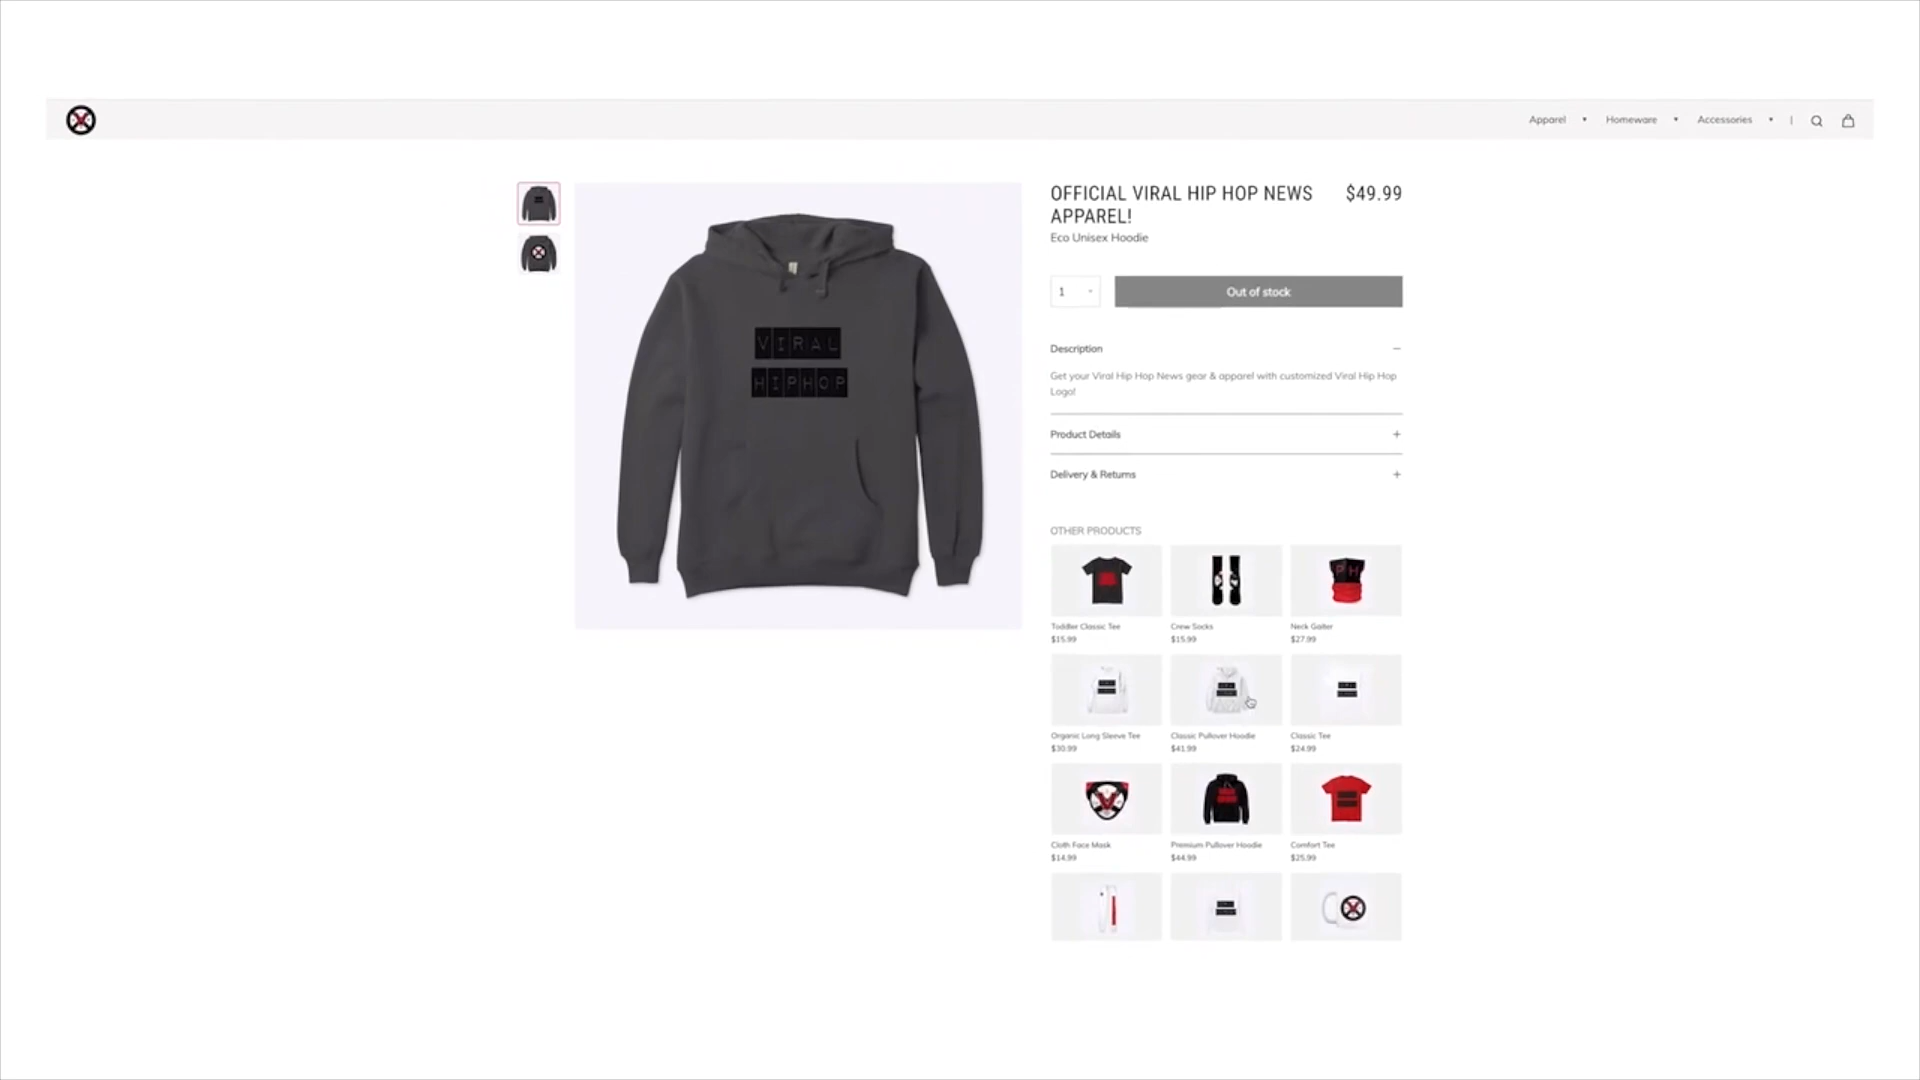 Apparel
Homeware
Accessories
OFFICIAL VIRAL HIP HOP NEWS
APPAREL!
$49.99
Eco Unisex Hoodie
1
Out of stock
VIRAL
HIPHOP
Description
Get your Viral Hip Hop News gear & apparel with customized Viral Hip Hop
Logo!
Product Details
Delivery & Returns
OTHER PRODUCTS
Toddler Classic Tee
$15.99
Crew Socks
$15.99
Neck Gaiter
$27.99
Organic Long Sleeve Tee
$30.99
Classic Pullover Hoodie
$41.99
Classic Tee
$24.99
Cloth Face Mask
$14.99
Premium Pullover Hoodie
$44.99
Comfort Tee
$25.99